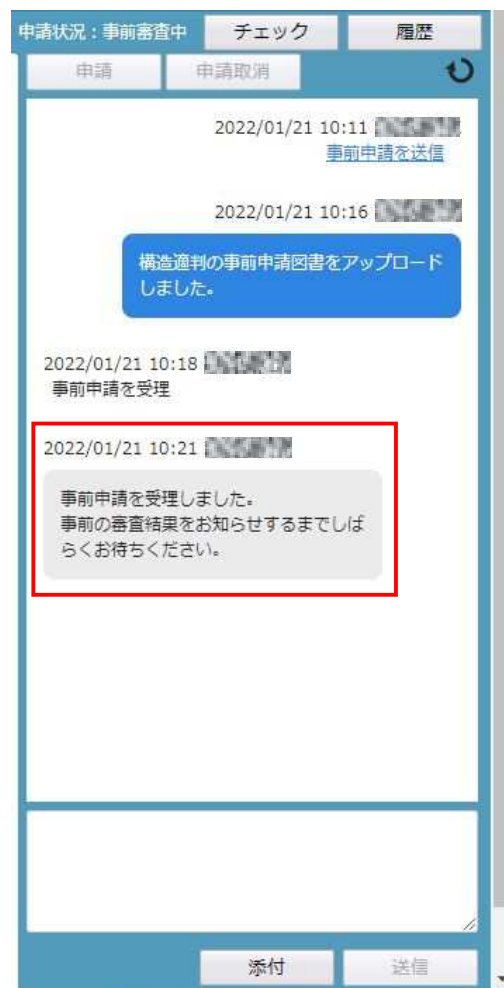 申請状況：事前審査中 チェック 履歴
申請 申請取消
2022/01/21 10:11
事前申請を送信
2022/01/21 10:16
構造適判の事前申請図書をアップロード
しました。
2022/01/21 10:18
事前申請を受理
2022/01/21 10:21
事前申請を受理しました。
事前の審査結果をお知らせするまでしば
らくお待ちください。
添付 送信